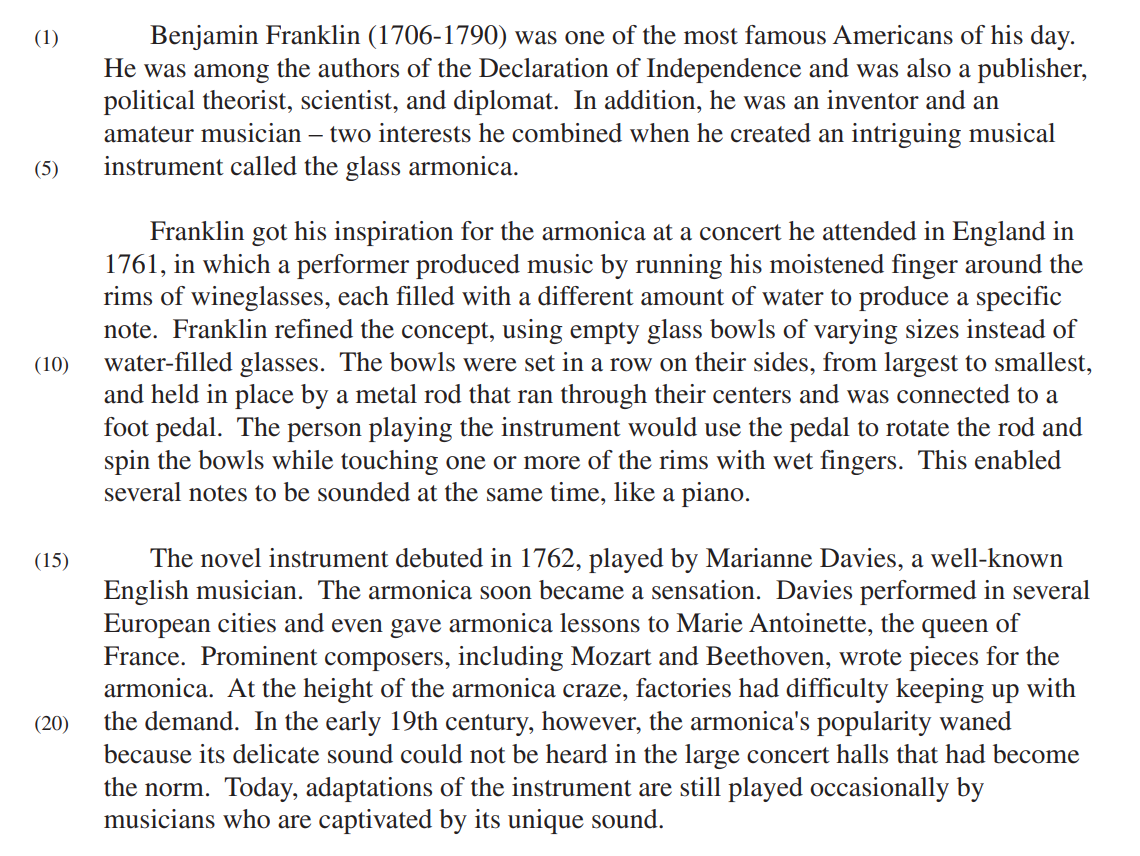 (1) Benjamin Franklin (1706-1790) was one of the most famous Americans of his day.
He was among the authors of the Declaration of Independence and was also a publisher,
political theorist, scientist, and diplomat. In addition, he was an inventor and an
amateur musician – two interests he combined when he created an intriguing musical
(5) instrument called the glass armonica.
Franklin got his inspiration for the armonica at a concert he attended in England in
1761, in which a performer produced music by running his moistened finger around the
rims of wineglasses, each filled with a different amount of water to produce a specific
note. Franklin refined the concept, using empty glass bowls of varying sizes instead of
(10) water-filled glasses. The bowls were set in a row on their sides, from largest to smallest,
and held in place by a metal rod that ran through their centers and was connected to a
foot pedal. The person playing the instrument would use the pedal to rotate the rod and
spin the bowls while touching one or more of the rims with wet fingers. This enabled
several notes to be sounded at the same time, like a piano.
(15) The novel instrument debuted in 1762, played by Marianne Davies, a well-known
English musician. The armonica soon became a sensation. Davies performed in several
European cities and even gave armonica lessons to Marie Antoinette, the queen of
France. Prominent composers, including Mozart and Beethoven, wrote pieces for the
armonica. At the height of the armonica craze, factories had difficulty keeping up with
(20) the demand. In the early 19th century, however, the armonica's popularity waned
because its delicate sound could not be heard in the large concert halls that had become
the norm. Today, adaptations of the instrument are still played occasionally by
musicians who are captivated by its unique sound.